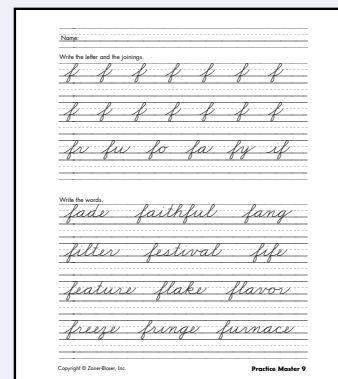 Name:
Write the letter and the joinings.
f f f f f f f
f f f f f f f
fr fu fo fa fy if
Write the words.
fade faithful fang
filter festival fife
feature flake flavor
freeze fringe furnace
Copyright © Zaner-Bloser, Inc. Practice Master 9